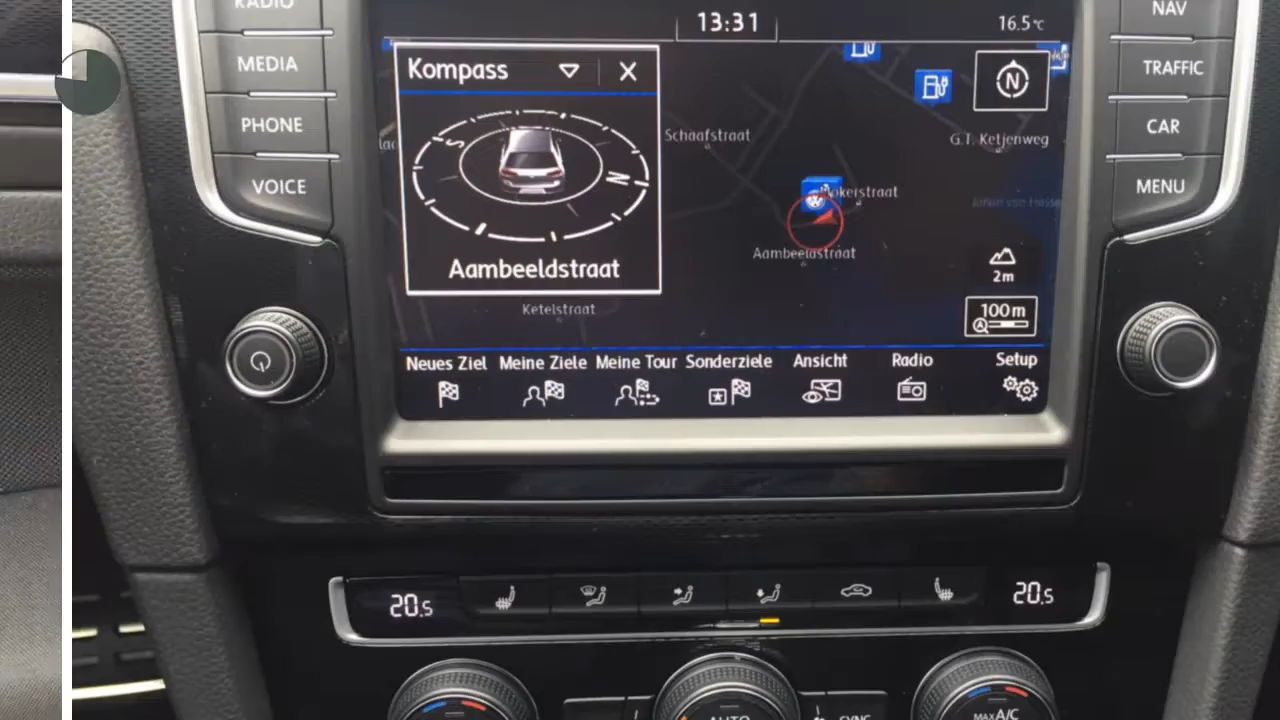 RADIO
MEDIA
PHONE
VOICE
13:31
16.5°C
NAV
TRAFFIC
CAR
MENU
Kompass
S
N
Aambeeldstraat
Schaafstraat
G.T. Ketjenweg
N
Aambeeldstraat
Ketelstraat
2m
100 m
Neues Ziel
Meine Ziele
Meine Tour
Sonderziele
Ansicht
Radio
Setup
20.5
20.5
AUTO
SYNC
MAX A/C